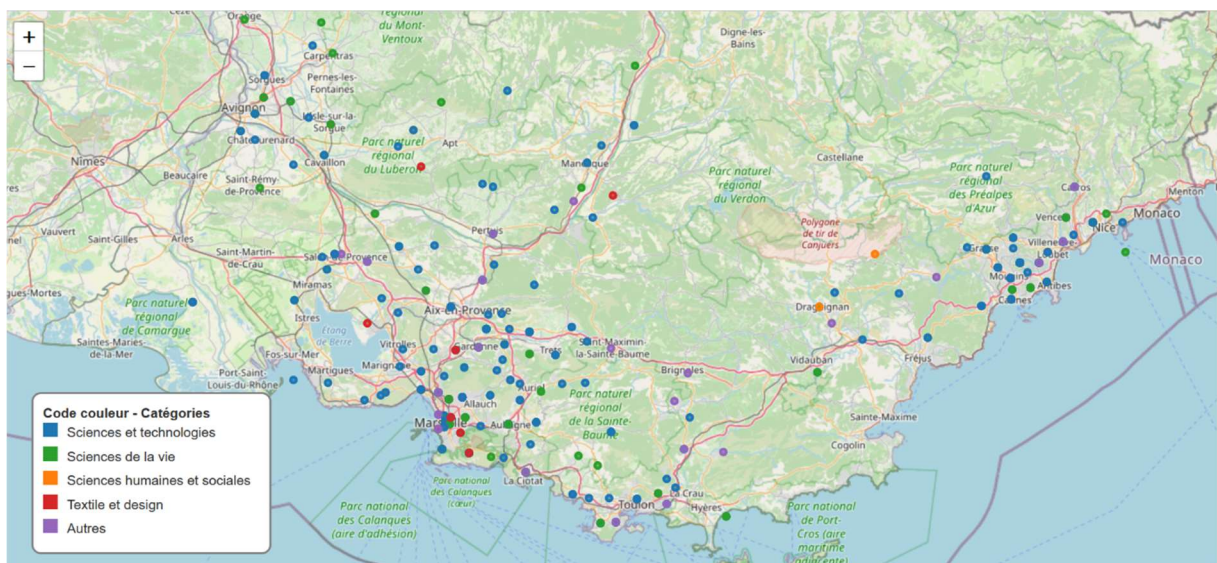 Orange
régional
du Mont-
Ventoux
Digne-les-
Bains
+
−
Carpentras
Sorgues
Pernes-les-
Fontaines
Avignon
L'Isle-sur-la-
Sorgue
Châteaurenard
Nîmes
Parc naturel
régional
du Luberon
Apt
Manosque
Castellane
Beaucaire
Cavaillon
Saint-Rémy-
de-Provence
Parc naturel
régional
du Verdon
Parc naturel
régional
des Préalpes
d'Azur
Carros
Menton
Monaco
Vence
Nice
Vauvert
Saint-Gilles
Arles
Pertuis
Polygone
de tir de
Canjuers
Grasse
Villeneuve-
Loubet
Monaco
Saint-Martin-
de-Crau
Salon-de-Provence
Miramas
Mougins
Antibes
Cannes
gues-Mortes
Parc naturel
régional
de Camargue
Istres
Aix-en-Provence
Draguignan
Saintes-Maries-
de-la-Mer
Étang
de Berre
Fos-sur-Mer
Vitrolles
Gardanne
Trets
Saint-Maximin-
la-Sainte-Baume
Vidauban
Fréjus
Port-Saint-
Louis-du-Rhône
Martigues
Marignane
Brignoles
Auriol
Allauch
Parc naturel
régional
de la Sainte-
Baume
Marseille
Aubagne
Sainte-Maxime
Cogolin
Code couleur - Catégories
Sciences et technologies
Sciences de la vie
Sciences humaines et sociales
Textile et design
Autres
Parc national
des Calanques
(cœur)
La Ciotat
Parc national
des Calanques
(aire d'adhésion)
Toulon
La Crau
Hyères
Parc national
de Port-
Cros (aire
maritime
adjacente)